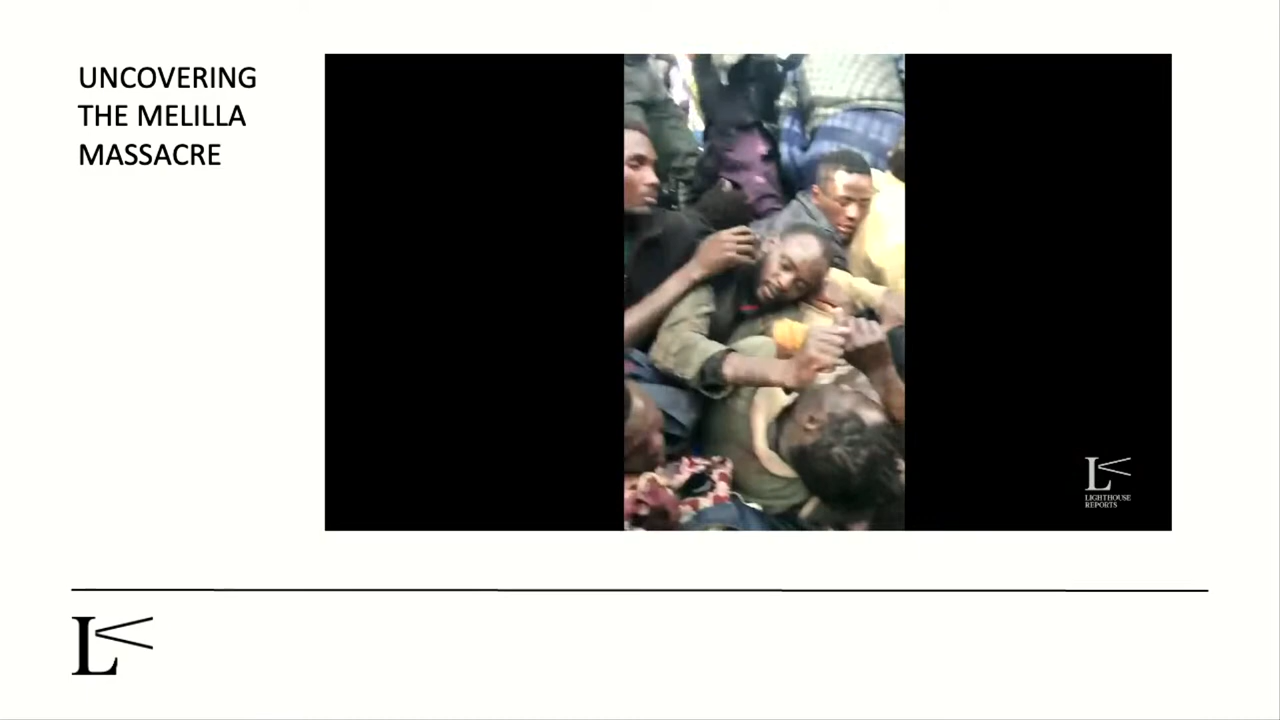 UNCOVERING
THE MELILLA
MASSACRE
L
LIGHTHOUSE
REPORTS
L